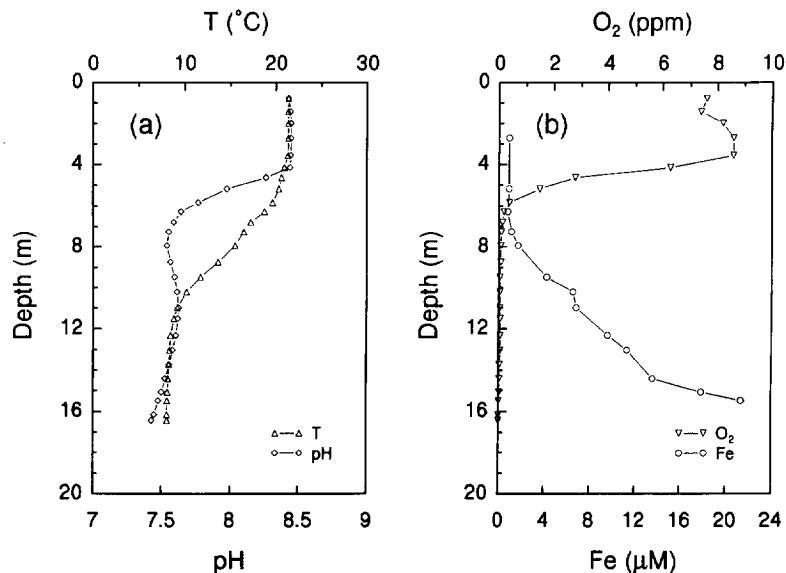 T (°C)
0 10 20 30
0
4
8
12
16
20
Depth (m)
(a)
T
pH
7 7.5 8 8.5 9
pH
O₂ (ppm)
0 2 4 6 8 10
0
4
8
12
16
20
Depth (m)
(b)
O₂
Fe
0 4 8 12 16 20 24
Fe (μM)